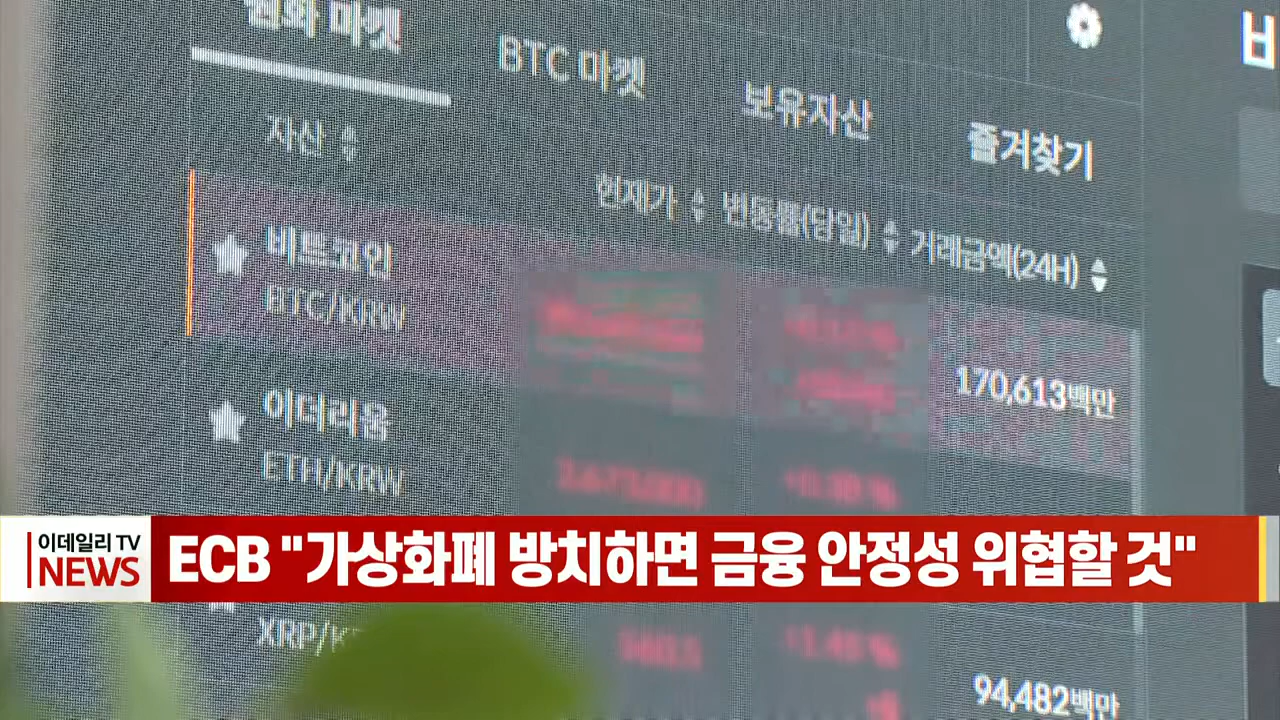 원화 마켓
BTC 마켓
보유자산
즐겨찾기
자산
현재가
변동률(당일)
거래금액(24H)
비트코인
BTC/KRW
170,613백만
이더리움
ETH/KRW
이데일리 TV
NEWS
ECB "가상화폐 방치하면 금융 안정성 위협할 것"
94,482백만